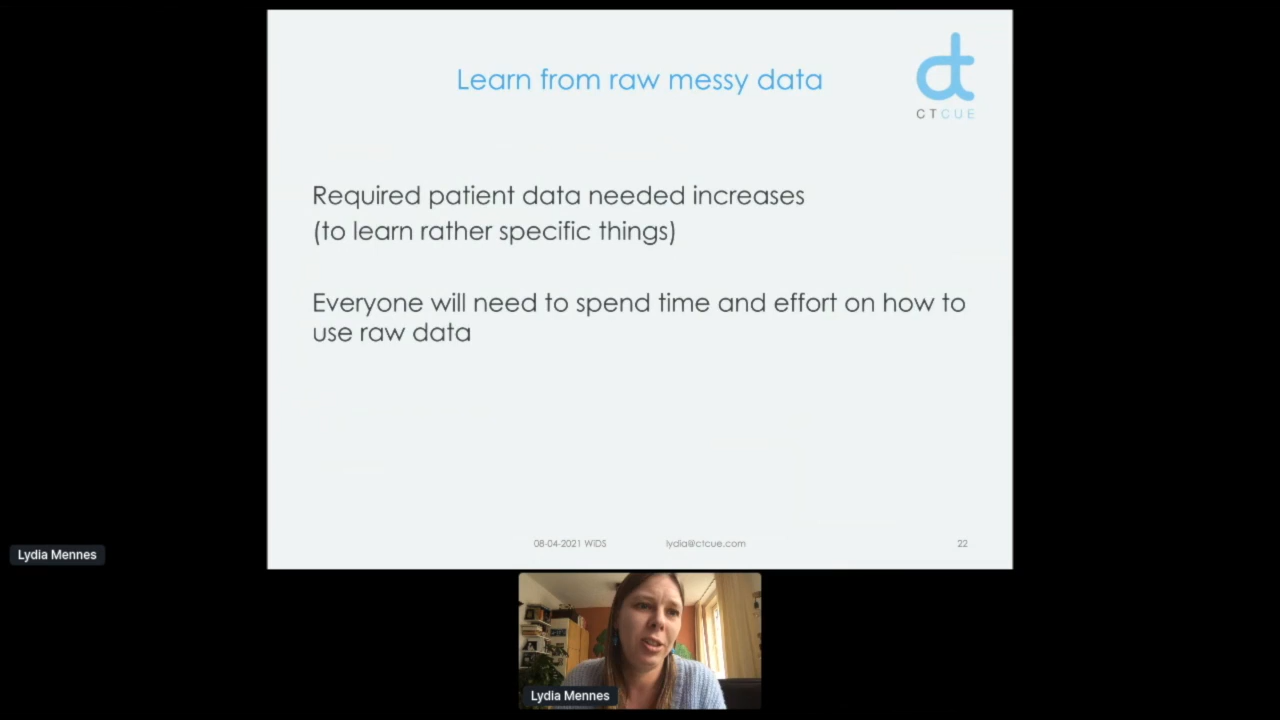 Learn from raw messy data
CTCUE
Required patient data needed increases
(to learn rather specific things)
Everyone will need to spend time and effort on how to
use raw data
08-04-2021 WiDS
lydia@ctcue.com
22
Lydia Mennes
Lydia Mennes